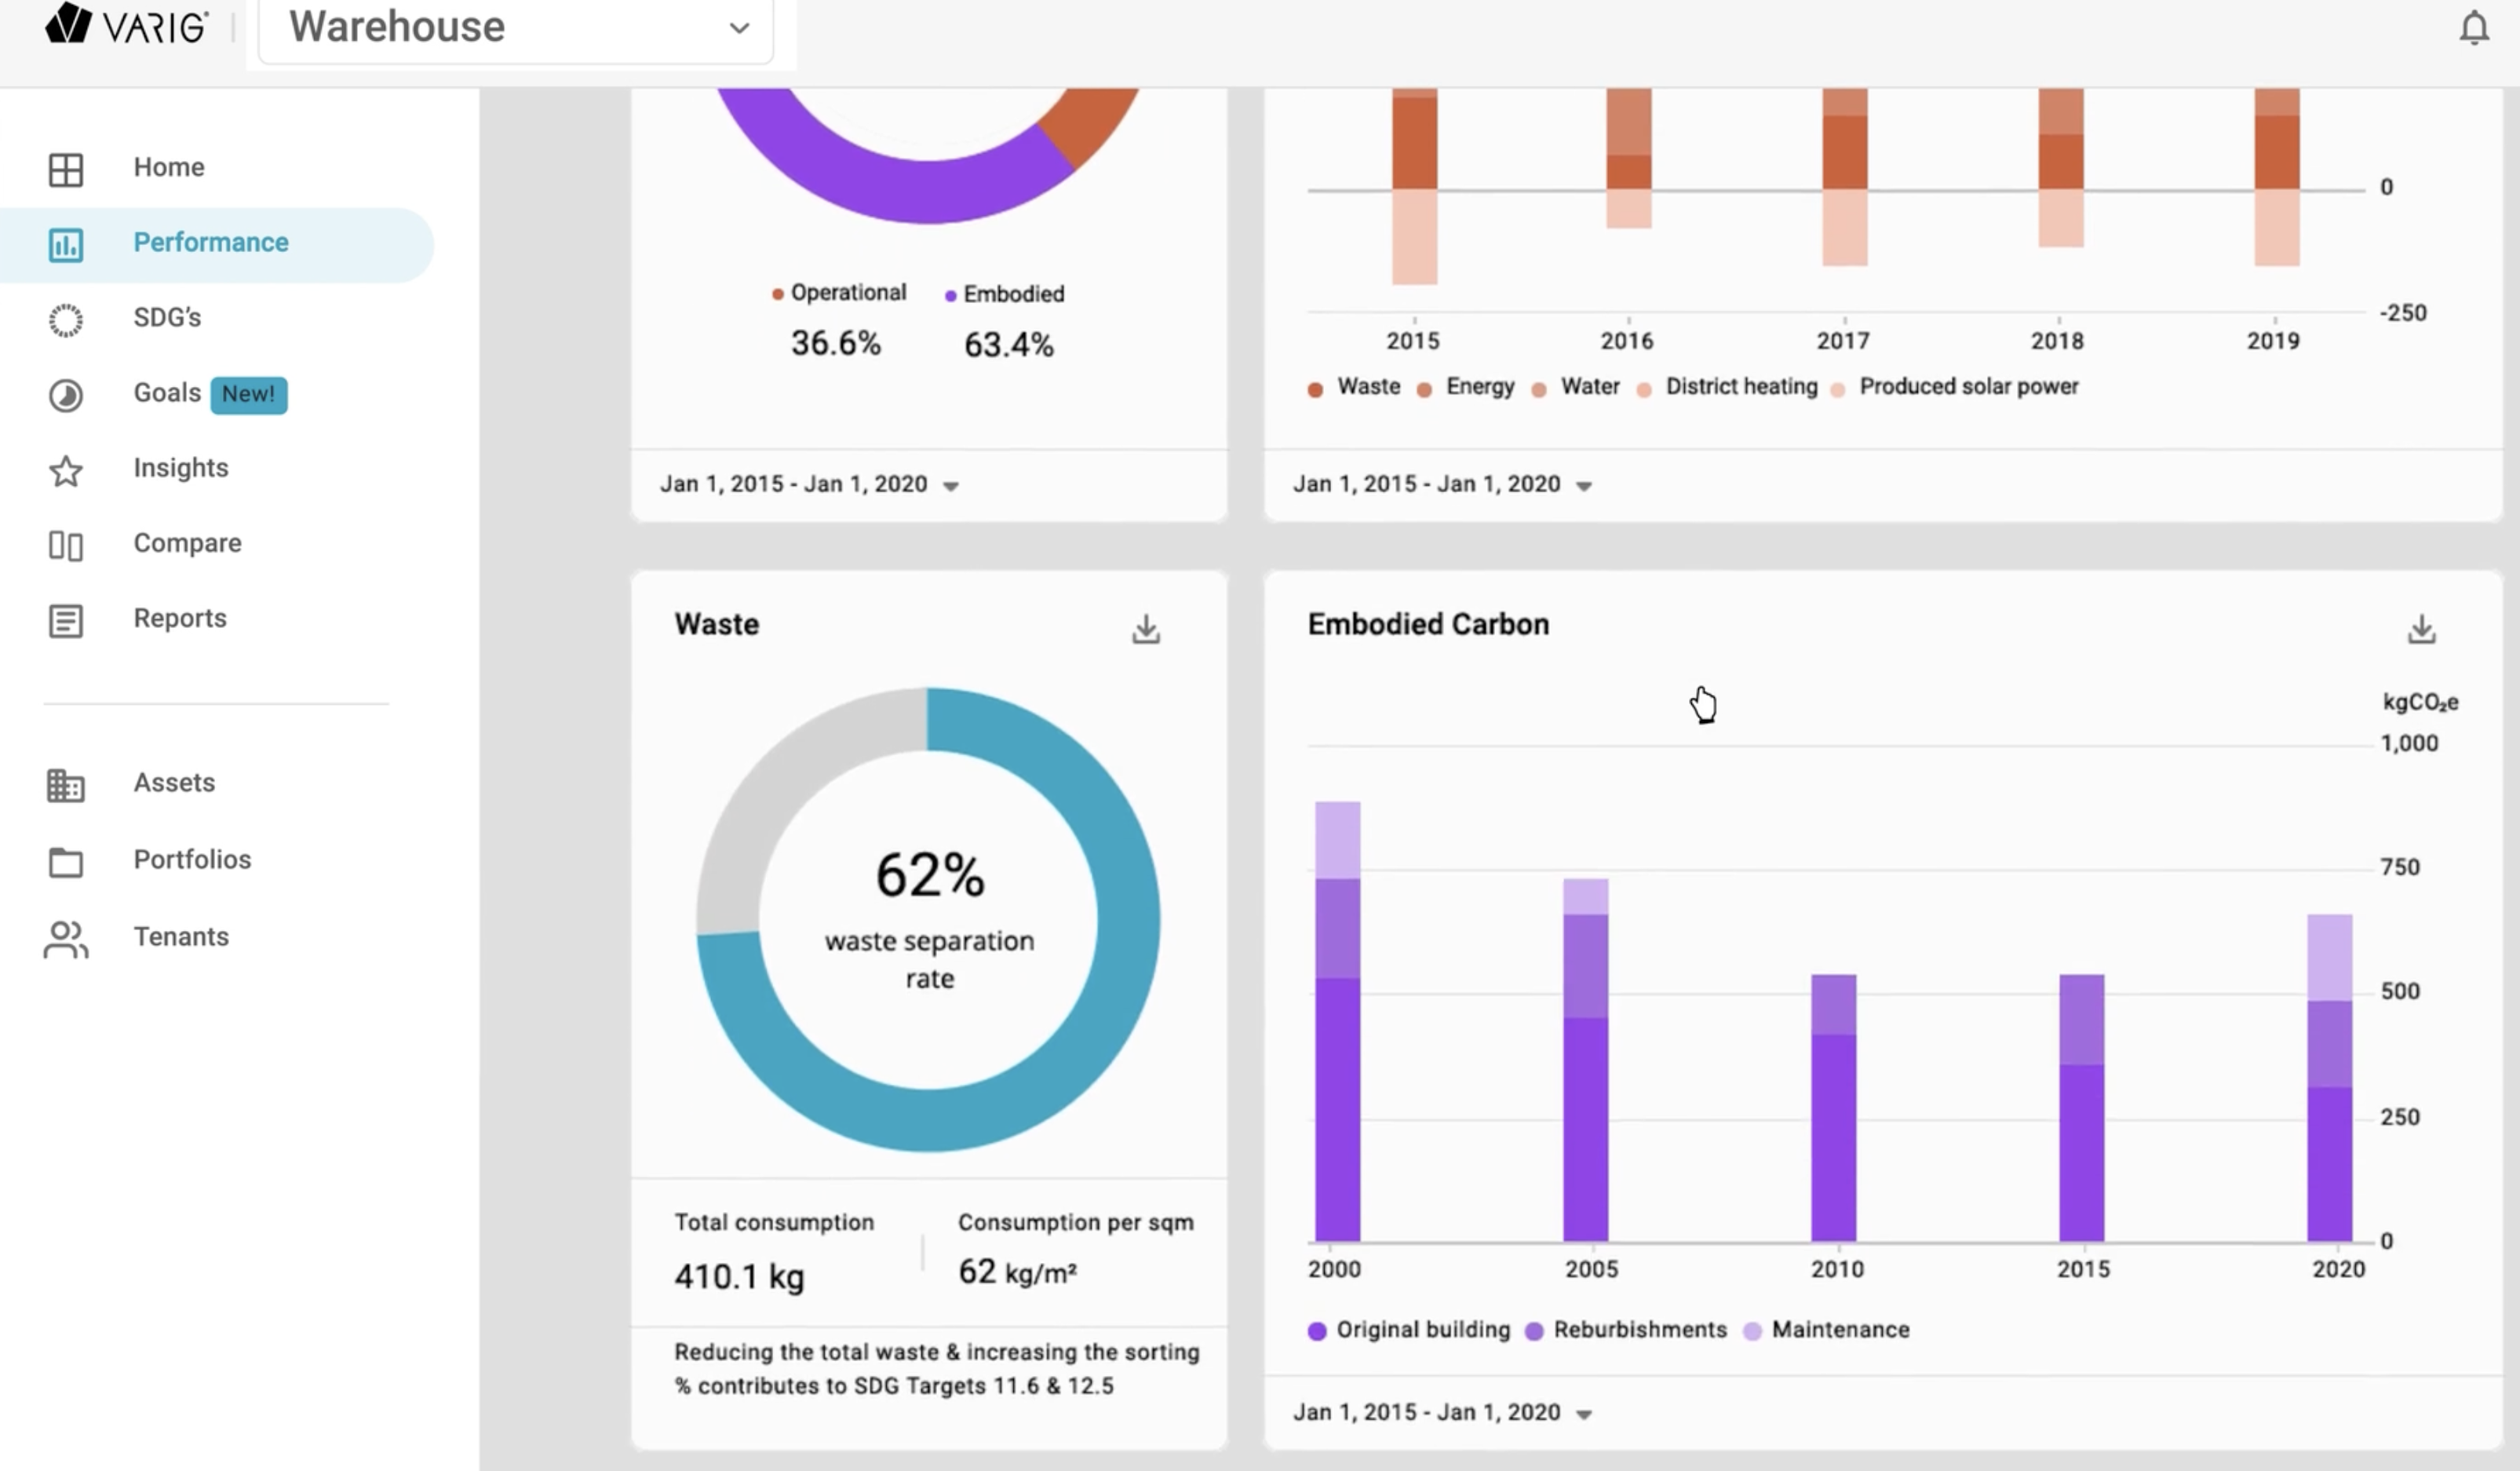 VARIG
Warehouse
Home
Performance
SDG's
Goals New!
Insights
Compare
Reports
Assets
Portfolios
Tenants
Operational Embodied
36.6% 63.4%
Jan 1, 2015 - Jan 1, 2020
0
-250
2015 2016 2017 2018 2019
Waste Energy Water District heating Produced solar power
Jan 1, 2015 - Jan 1, 2020
Waste
62%
waste separation
rate
Total consumption Consumption per sqm
410.1 kg 62 kg/m²
Reducing the total waste & increasing the sorting
% contributes to SDG Targets 11.6 & 12.5
Embodied Carbon
kgCO₂e
1,000
750
500
250
0
2000 2005 2010 2015 2020
Original building Reburbishments Maintenance
Jan 1, 2015 - Jan 1, 2020